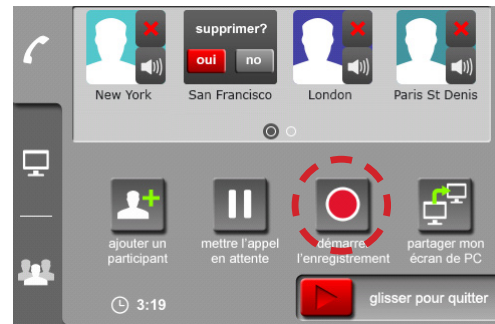 supprimer?
oui no
New York San Francisco London Paris St Denis
ajouter un participant
mettre l'appel en attente
démarrer l'enregistrement
partager mon écran de PC
3:19
glisser pour quitter